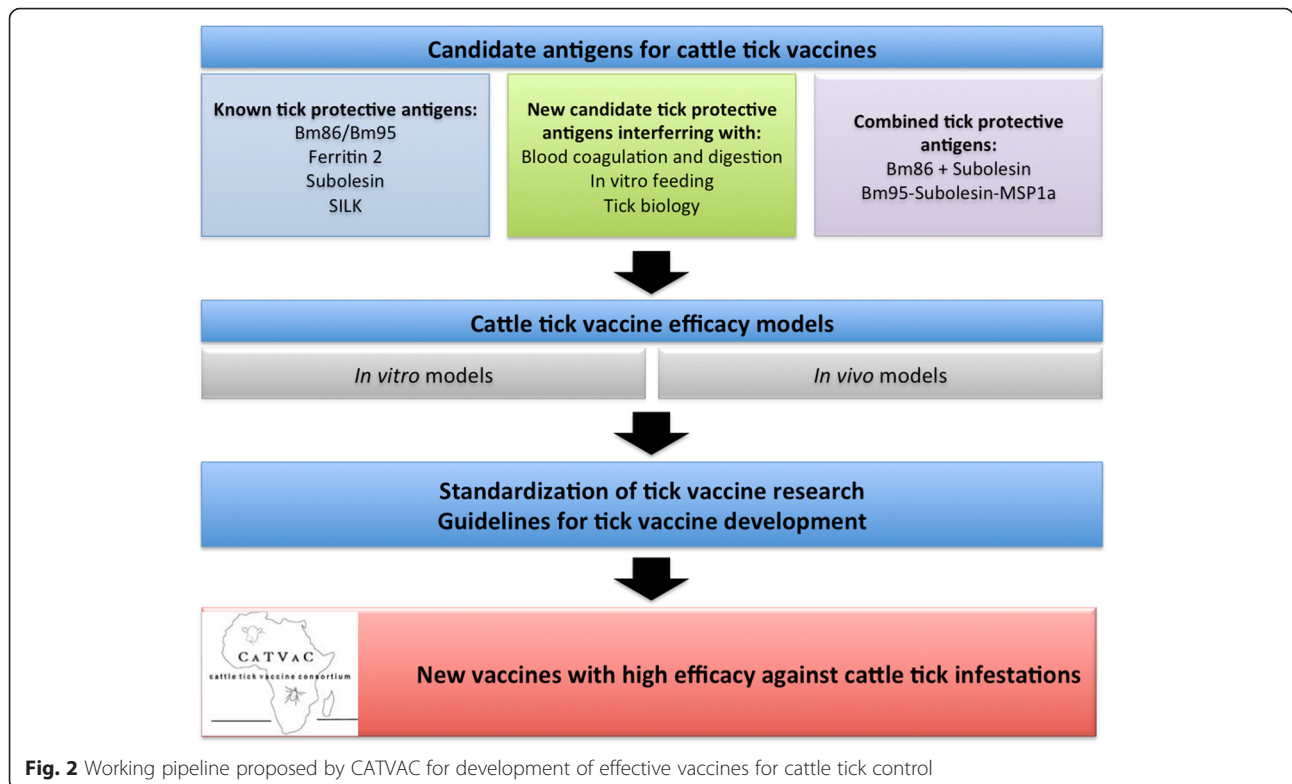 Candidate antigens for cattle tick vaccines
Known tick protective antigens:
Bm86/Bm95
Ferritin 2
Subolesin
SILK
New candidate tick protective
antigens interfering with:
Blood coagulation and digestion
In vitro feeding
Tick biology
Combined tick protective
antigens:
Bm86 + Subolesin
Bm95-Subolesin-MSP1a
Cattle tick vaccine efficacy models
In vitro models
In vivo models
Standardization of tick vaccine research
Guidelines for tick vaccine development
CATVAC
cattle tick vaccine consortium
New vaccines with high efficacy against cattle tick infestations
Fig. 2 Working pipeline proposed by CATVAC for development of effective vaccines for cattle tick control